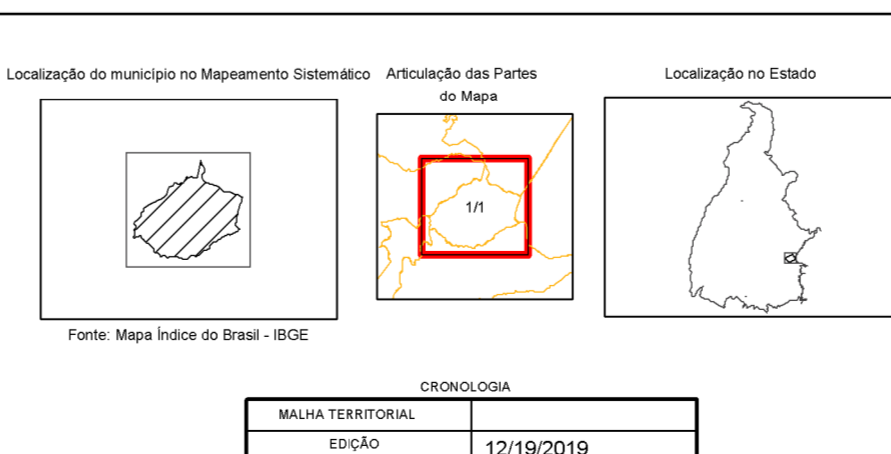 Localização do município no Mapeamento Sistemático
Articulação das Partes
do Mapa
Localização no Estado
1/1
Fonte: Mapa Índice do Brasil - IBGE
CRONOLOGIA
MALHA TERRITORIAL
EDIÇÃO
12/19/2019